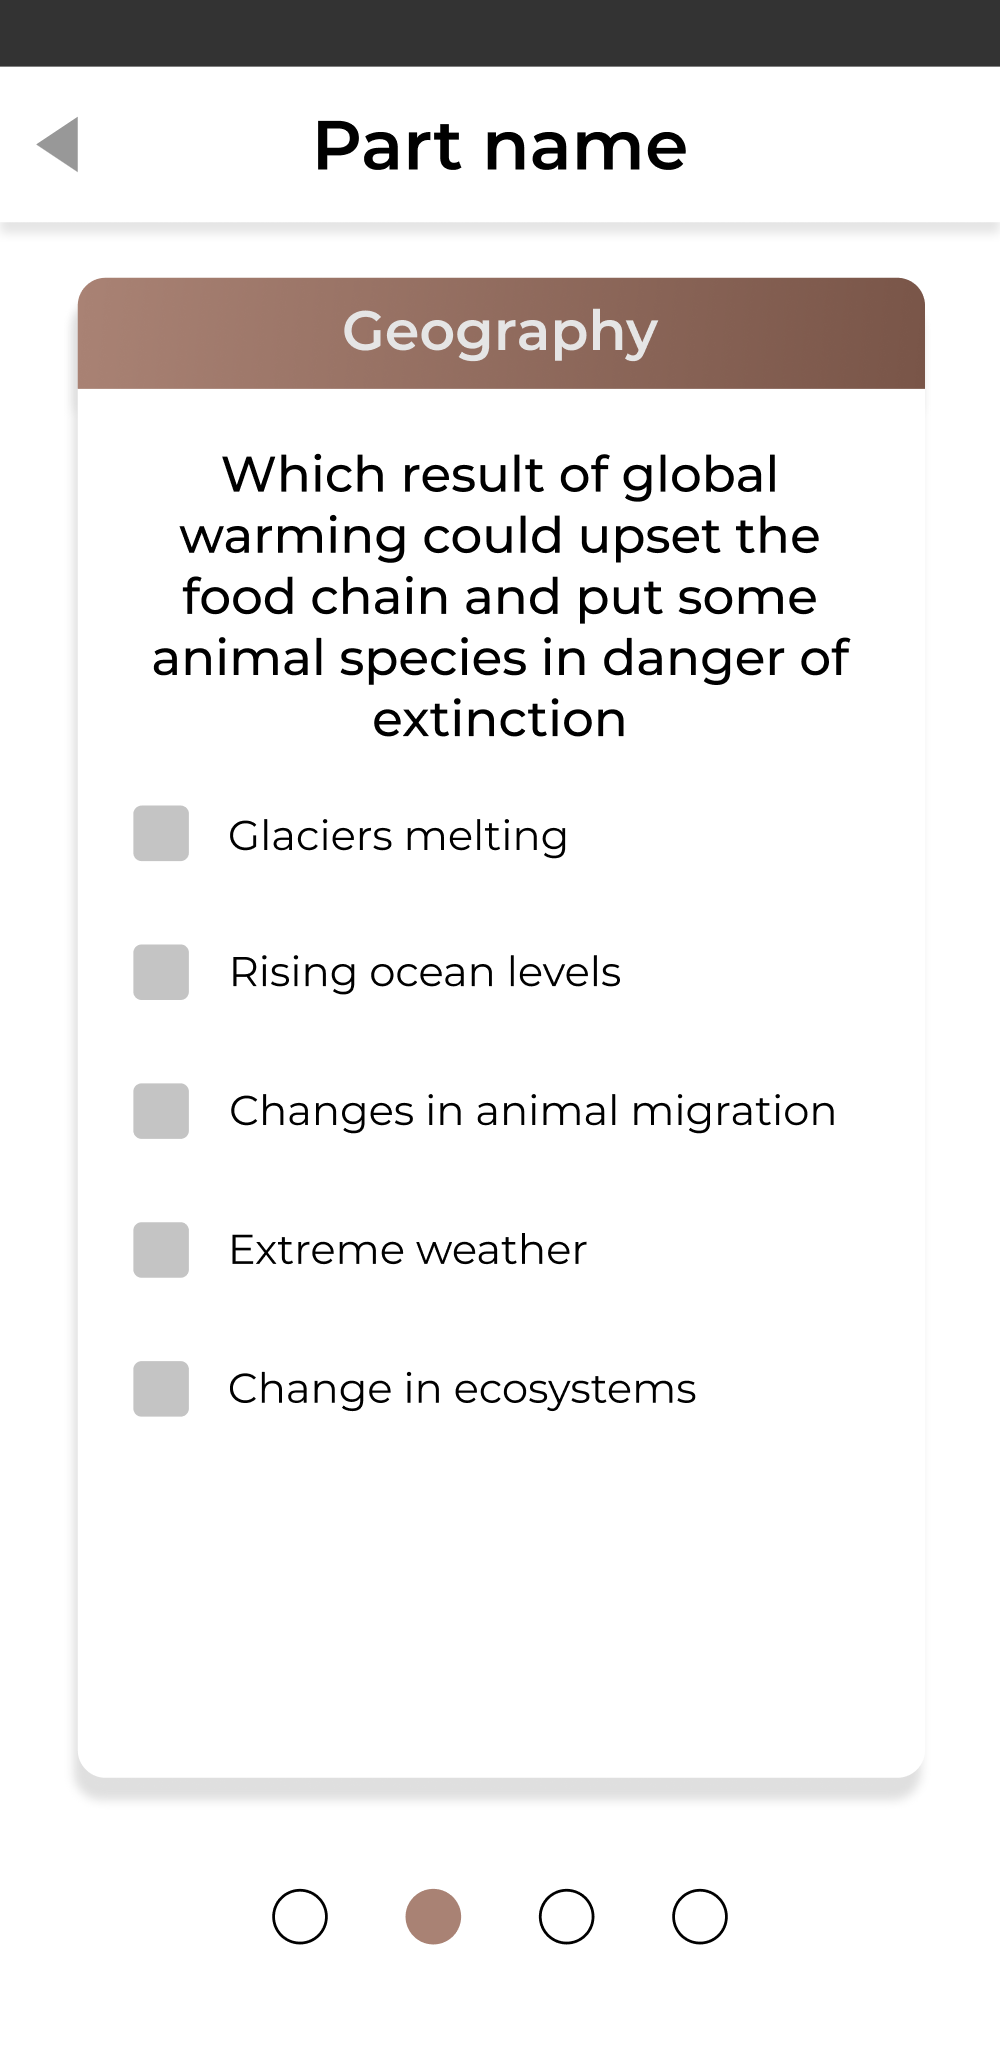 Part name
Geography
Which result of global
warming could upset the
food chain and put some
animal species in danger of
extinction
Glaciers melting
Rising ocean levels
Changes in animal migration
Extreme weather
Change in ecosystems